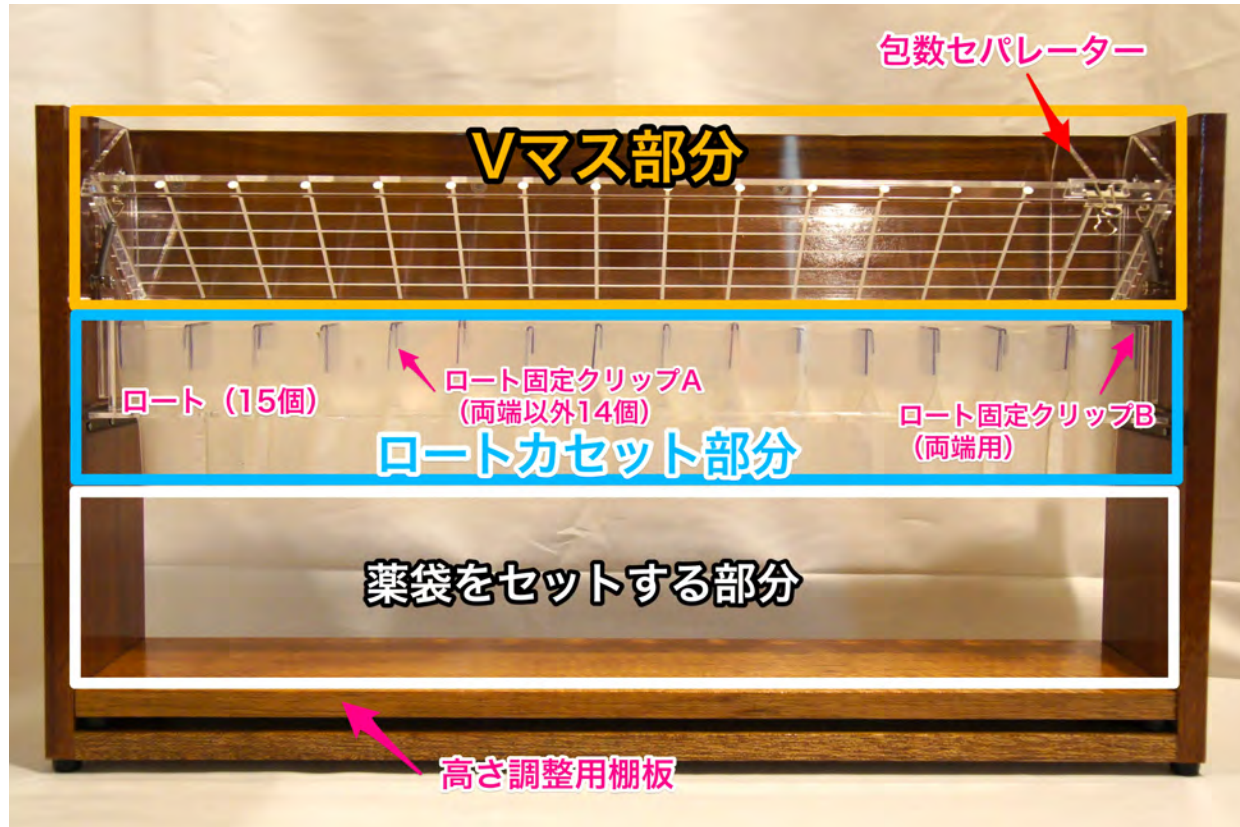 包数セパレーター
Vマス部分
ロート固定クリップA
（両端以外14個）
ロート（15個）
ロート固定クリップB
（両端用）
ロートカセット部分
薬袋をセットする部分
高さ調整用棚板